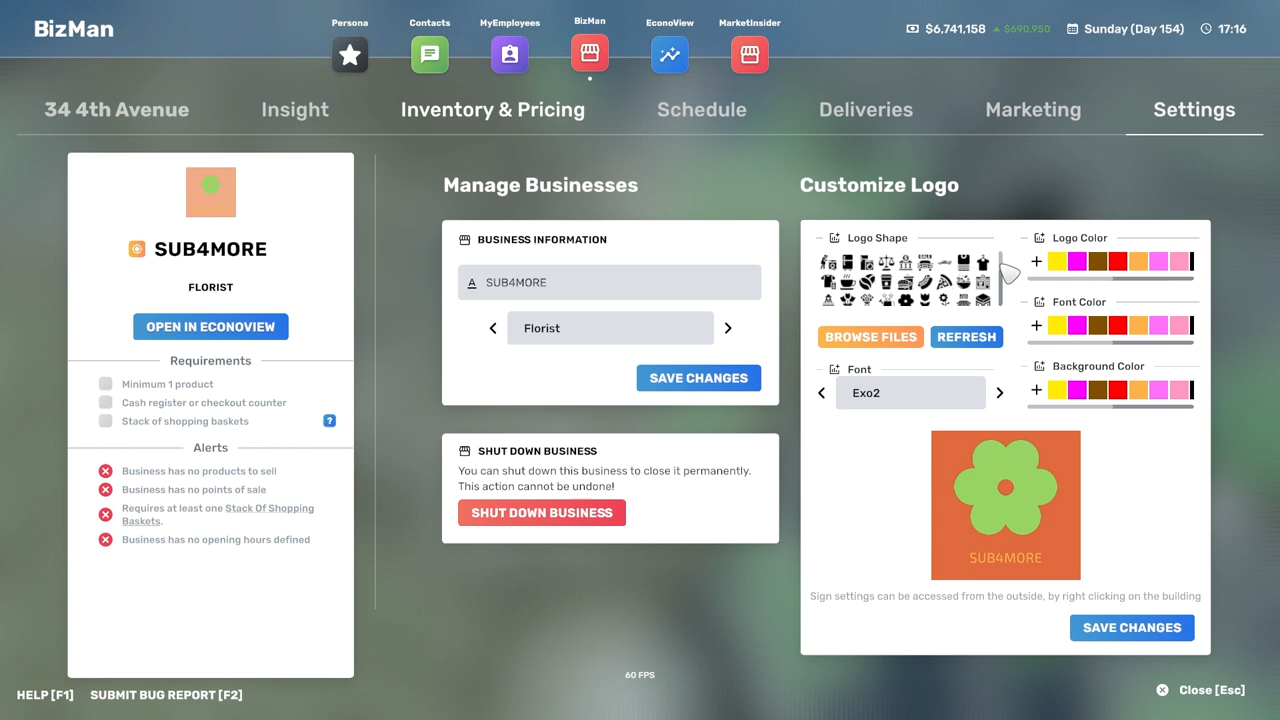 BizMan
Persona
Contacts
MyEmployees
BizMan
EconoView
MarketInsider
$6,741,158
$690,950
Sunday (Day 154)
17:16
34 4th Avenue
Insight
Inventory & Pricing
Schedule
Deliveries
Marketing
Settings
SUB4MORE
FLORIST
OPEN IN ECONOVIEW
Requirements
Minimum 1 product
Cash register or checkout counter
Stack of shopping baskets
?
Alerts
Business has no products to sell
Business has no points of sale
Requires at least one Stack Of Shopping
Baskets.
Business has no opening hours defined
Manage Businesses
BUSINESS INFORMATION
SUB4MORE
Florist
SAVE CHANGES
SHUT DOWN BUSINESS
You can shut down this business to close it permanently.
This action cannot be undone!
SHUT DOWN BUSINESS
Customize Logo
Logo Shape
BROWSE FILES
REFRESH
Font
Exo2
Logo Color
Font Color
Background Color
SUB4MORE
Sign settings can be accessed from the outside, by right clicking on the building
SAVE CHANGES
60 FPS
HELP [F1]
SUBMIT BUG REPORT [F2]
Close [Esc]